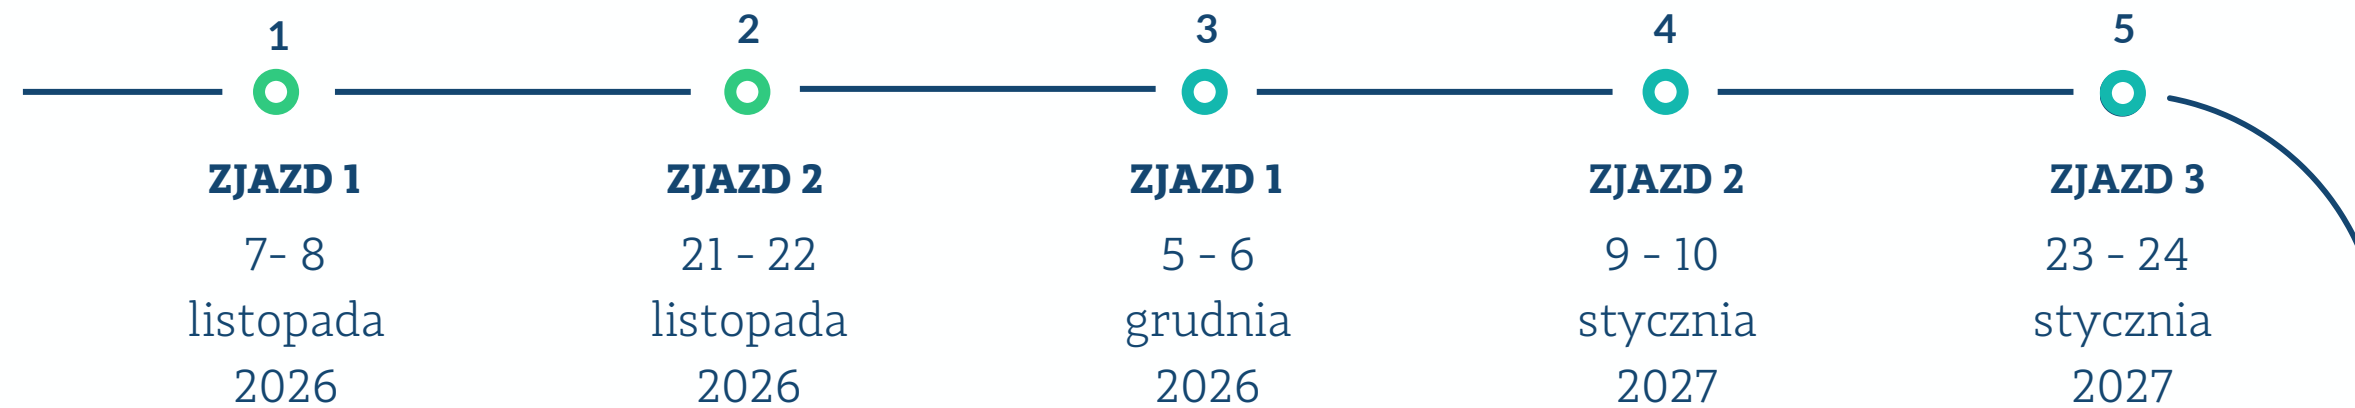 1
2
3
4
5
ZJAZD 1
7- 8
listopada
2026
ZJAZD 2
21 - 22
listopada
2026
ZJAZD 1
5 - 6
grudnia
2026
ZJAZD 2
9 - 10
stycznia
2027
ZJAZD 3
23 - 24
stycznia
2027